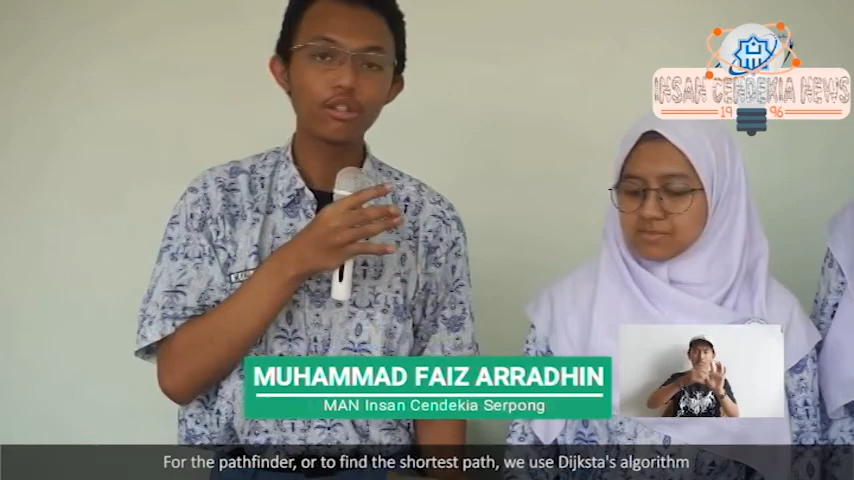 INSAN CENDEKIA NEWS
19 96
MUHAMMAD FAIZ ARRADHIN
MAN Insan Cendekia Serpong
For the pathfinder, or to find the shortest path, we use Dijksta's algorithm